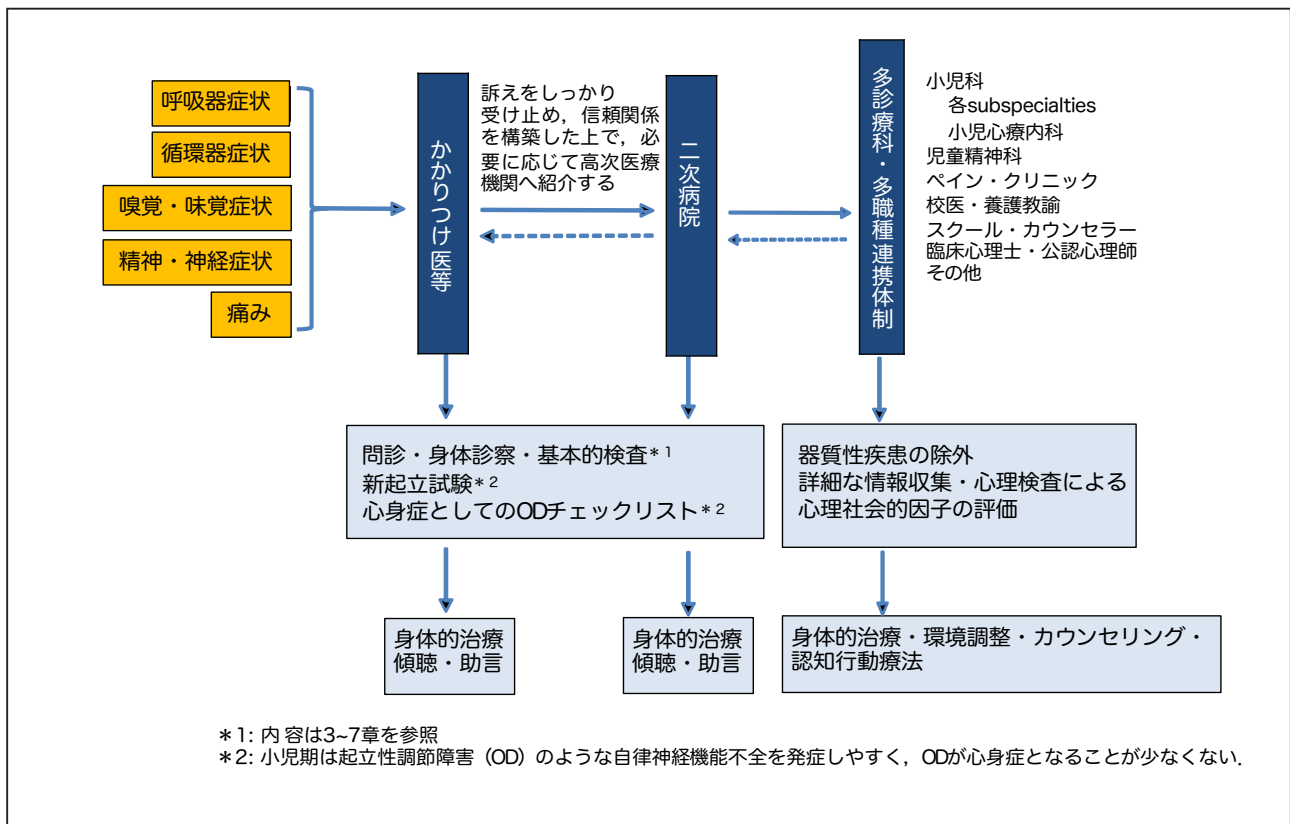 呼吸器症状
循環器症状
嗅覚・味覚症状
精神・神経症状
痛み
かかりつけ医等
訴えをしっかり
受け止め，信頼関係
を構築した上で，必
要に応じて高次医療
機関へ紹介する
二次病院
多診療科・多職種連携体制
小児科
各subspecialties
小児心療内科
児童精神科
ペイン・クリニック
校医・養護教諭
スクール・カウンセラー
臨床心理士・公認心理師
その他
問診・身体診察・基本的検査＊1
新起立試験＊2
心身症としてのODチェックリスト＊2
器質性疾患の除外
詳細な情報収集・心理検査による
心理社会的因子の評価
身体的治療
傾聴・助言
身体的治療
傾聴・助言
身体的治療・環境調整・カウンセリング・
認知行動療法
＊1: 内 容は3~7章を参照
＊2: 小児期は起立性調節障害（OD）のような自律神経機能不全を発症しやすく，ODが心身症となることが少なくない．